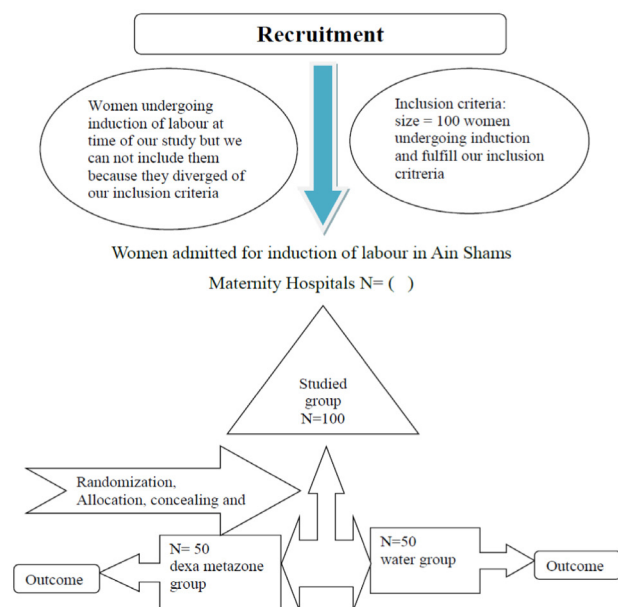 Recruitment
Women undergoing
induction of labour at
time of our study but we
can not include them
because they diverged of
our inclusion criteria
Inclusion criteria:
size = 100 women
undergoing induction
and fulfill our inclusion
critreria
Women admitted for induction of labour in Ain Shams
Maternity Hospitals N= (   )
Studied
group
N=100
Randomization,
Allocation, concealing and
N= 50
dexa metazone
group
N=50
water group
Outcome
Outcome